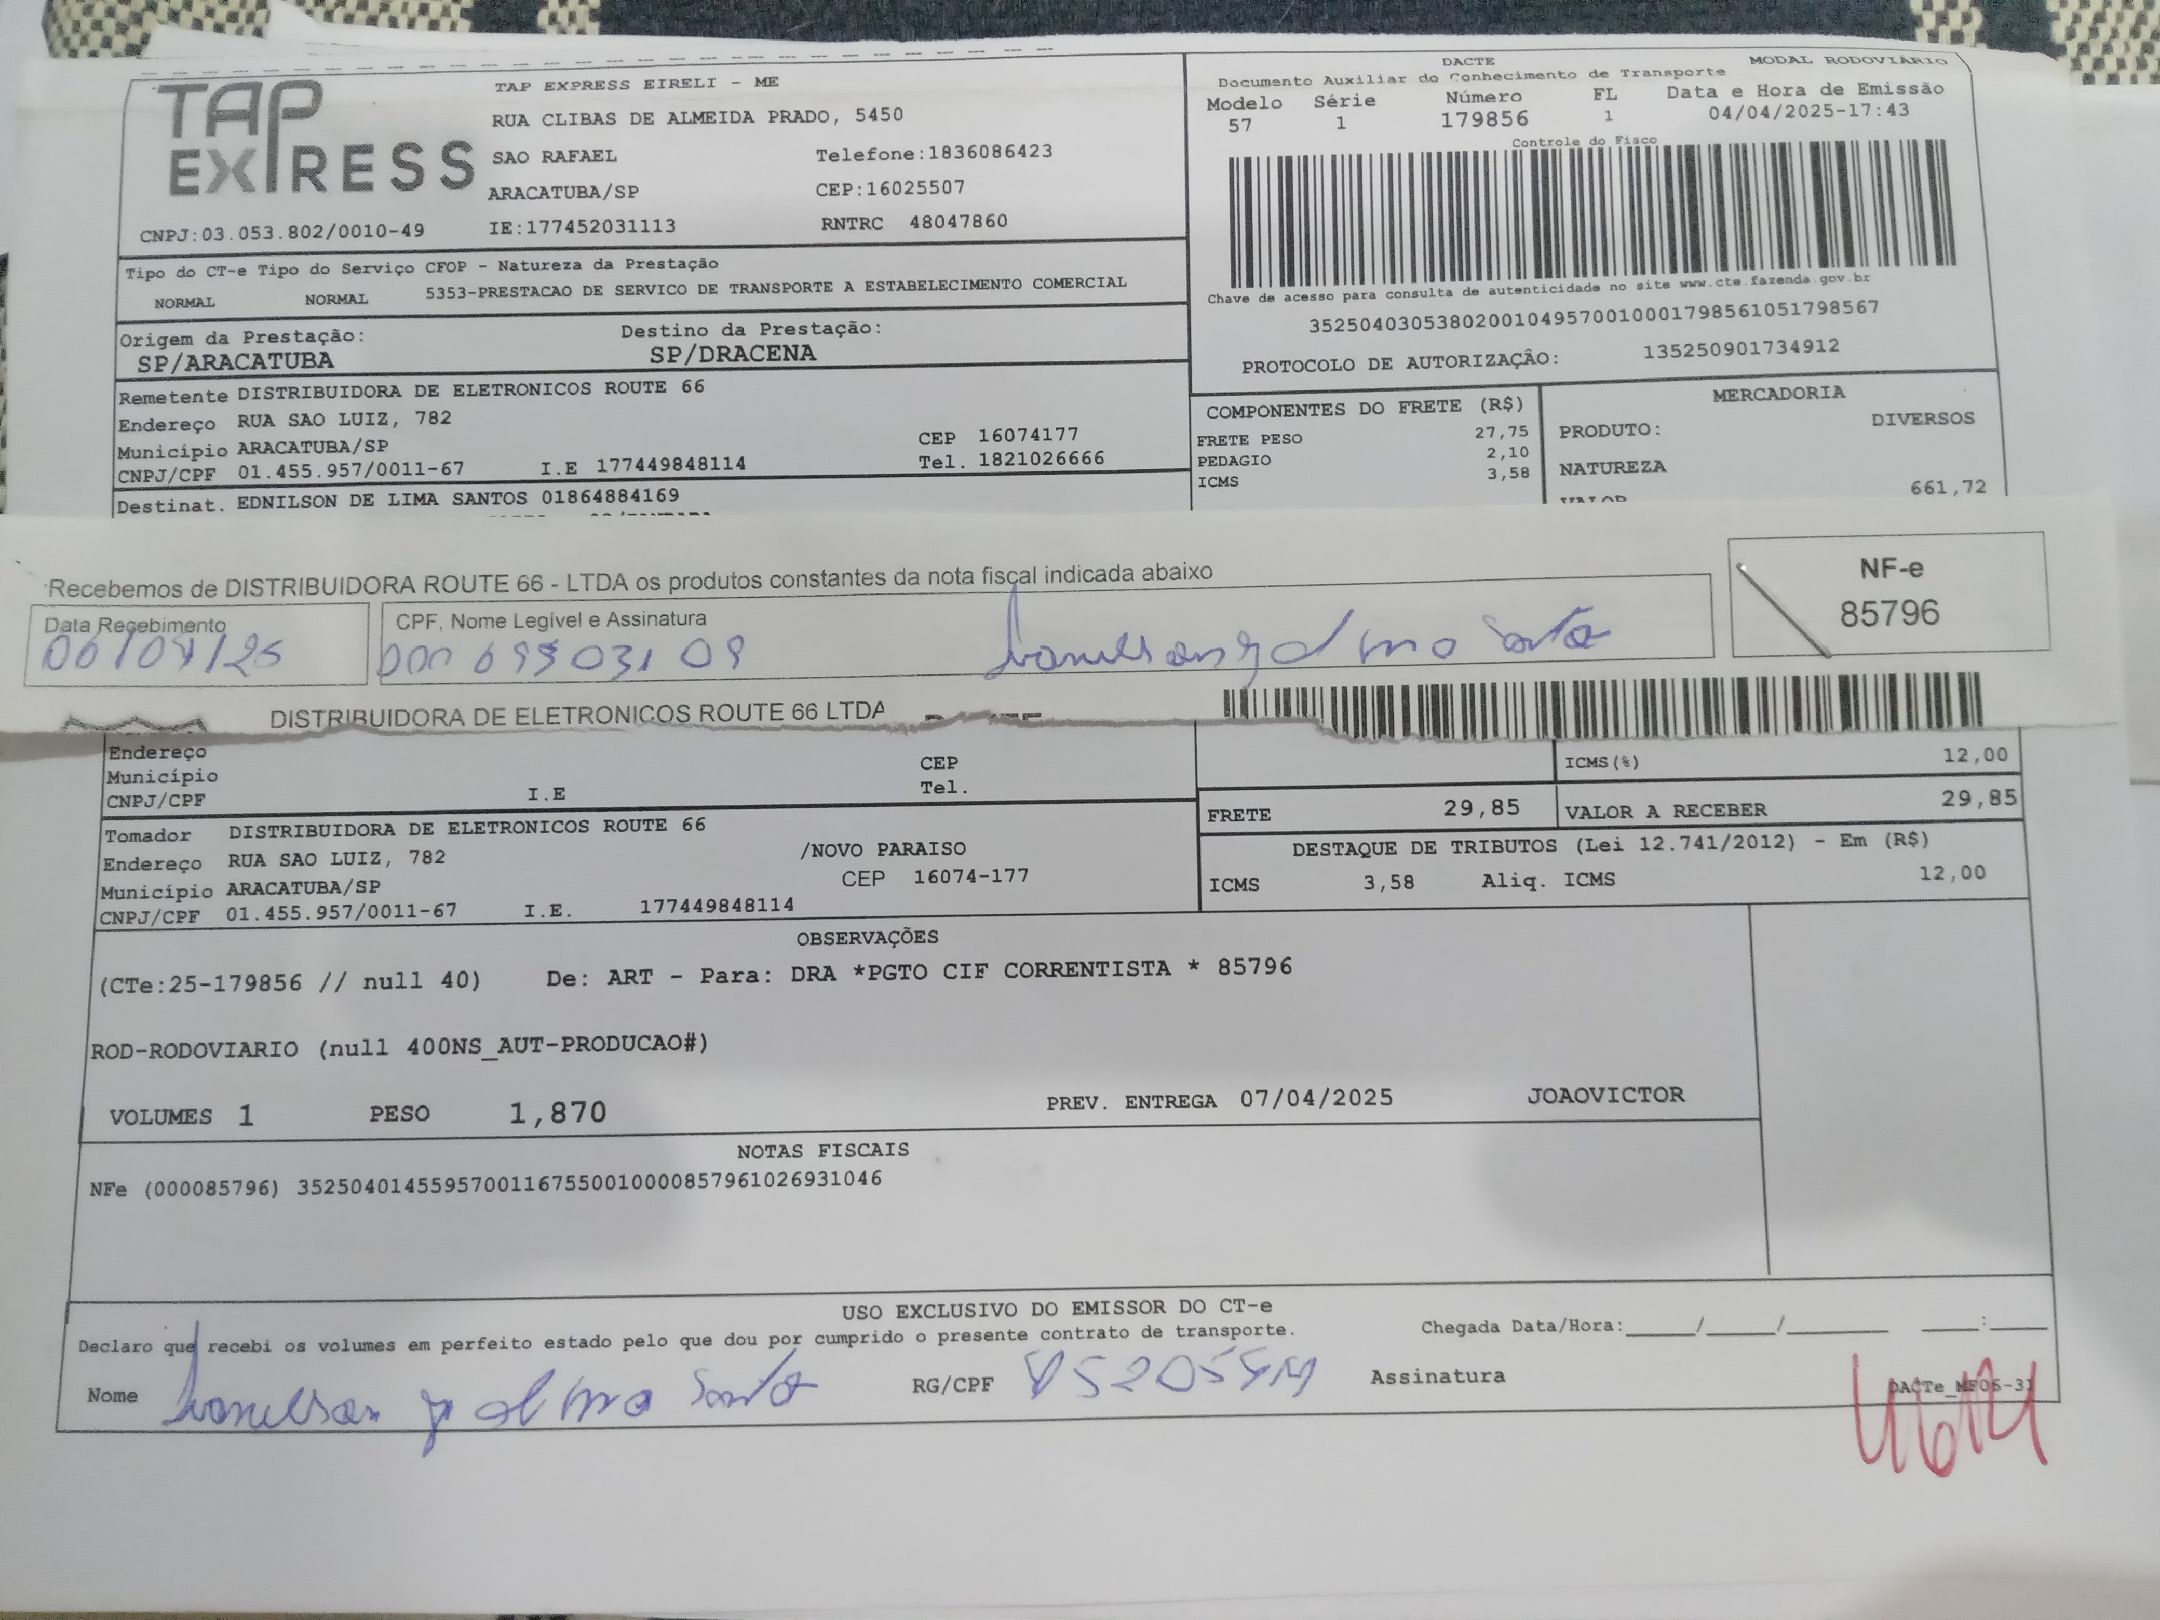 TAP EXPRESS
TAP EXPRESS EIRELI - ME
RUA CLIBAS DE ALMEIDA PRADO, 5450
SAO RAFAEL Telefone:1836086423
ARACATUBA/SP CEP:16025507
CNPJ:03.053.802/0010-49 IE:177452031113 RNTRC 48047860
DACTE MODAL RODOVIÁRIO
Documento Auxiliar do Conhecimento de Transporte
Modelo Série Número FL Data e Hora de Emissão
57 1 179856 1 04/04/2025-17:43
Controle do Fisco
Chave de acesso para consulta de autenticidade no site www.cte.fazenda.gov.br
35250403053802001049570010001798561051798567
PROTOCOLO DE AUTORIZAÇÃO: 135250901734912
Tipo do CT-e Tipo do Serviço CFOP - Natureza da Prestação
NORMAL NORMAL 5353-PRESTACAO DE SERVICO DE TRANSPORTE A ESTABELECIMENTO COMERCIAL
Origem da Prestação: Destino da Prestação:
SP/ARACATUBA SP/DRACENA
Remetente DISTRIBUIDORA DE ELETRONICOS ROUTE 66
Endereço RUA SAO LUIZ, 782
Município ARACATUBA/SP CEP 16074177
CNPJ/CPF 01.455.957/0011-67 I.E 177449848114 Tel. 1821026666
Destinat. EDNILSON DE LIMA SANTOS 01864884169
COMPONENTES DO FRETE (R$)
FRETE PESO 27,75
PEDAGIO 2,10
ICMS 3,58
MERCADORIA
PRODUTO: DIVERSOS
NATUREZA
VALOR 661,72
Recebemos de DISTRIBUIDORA ROUTE 66 - LTDA os produtos constantes da nota fiscal indicada abaixo
Data Recebimento CPF, Nome Legível e Assinatura
NF-e
85796
DISTRIBUIDORA DE ELETRONICOS ROUTE 66 LTDA
Endereço
Município CEP
CNPJ/CPF I.E Tel.
ICMS(%) 12,00
FRETE 29,85 VALOR A RECEBER 29,85
Tomador DISTRIBUIDORA DE ELETRONICOS ROUTE 66
Endereço RUA SAO LUIZ, 782 /NOVO PARAISO
Município ARACATUBA/SP CEP 16074-177
CNPJ/CPF 01.455.957/0011-67 I.E. 177449848114
DESTAQUE DE TRIBUTOS (Lei 12.741/2012) - Em (R$)
ICMS 3,58 Aliq. ICMS 12,00
OBSERVAÇÕES
(CTe:25-179856 // null 40) De: ART - Para: DRA *PGTO CIF CORRENTISTA * 85796
ROD-RODOVIARIO (null 400NS_AUT-PRODUCAO#)
VOLUMES 1 PESO 1,870 PREV. ENTREGA 07/04/2025 JOAOVICTOR
NOTAS FISCAIS
NFe (000085796) 35250401455957001167550010000857961026931046
USO EXCLUSIVO DO EMISSOR DO CT-e
Declaro que recebi os volumes em perfeito estado pelo que dou por cumprido o presente contrato de transporte. Chegada Data/Hora:_____/_____/________ ____:_____
Nome RG/CPF Assinatura